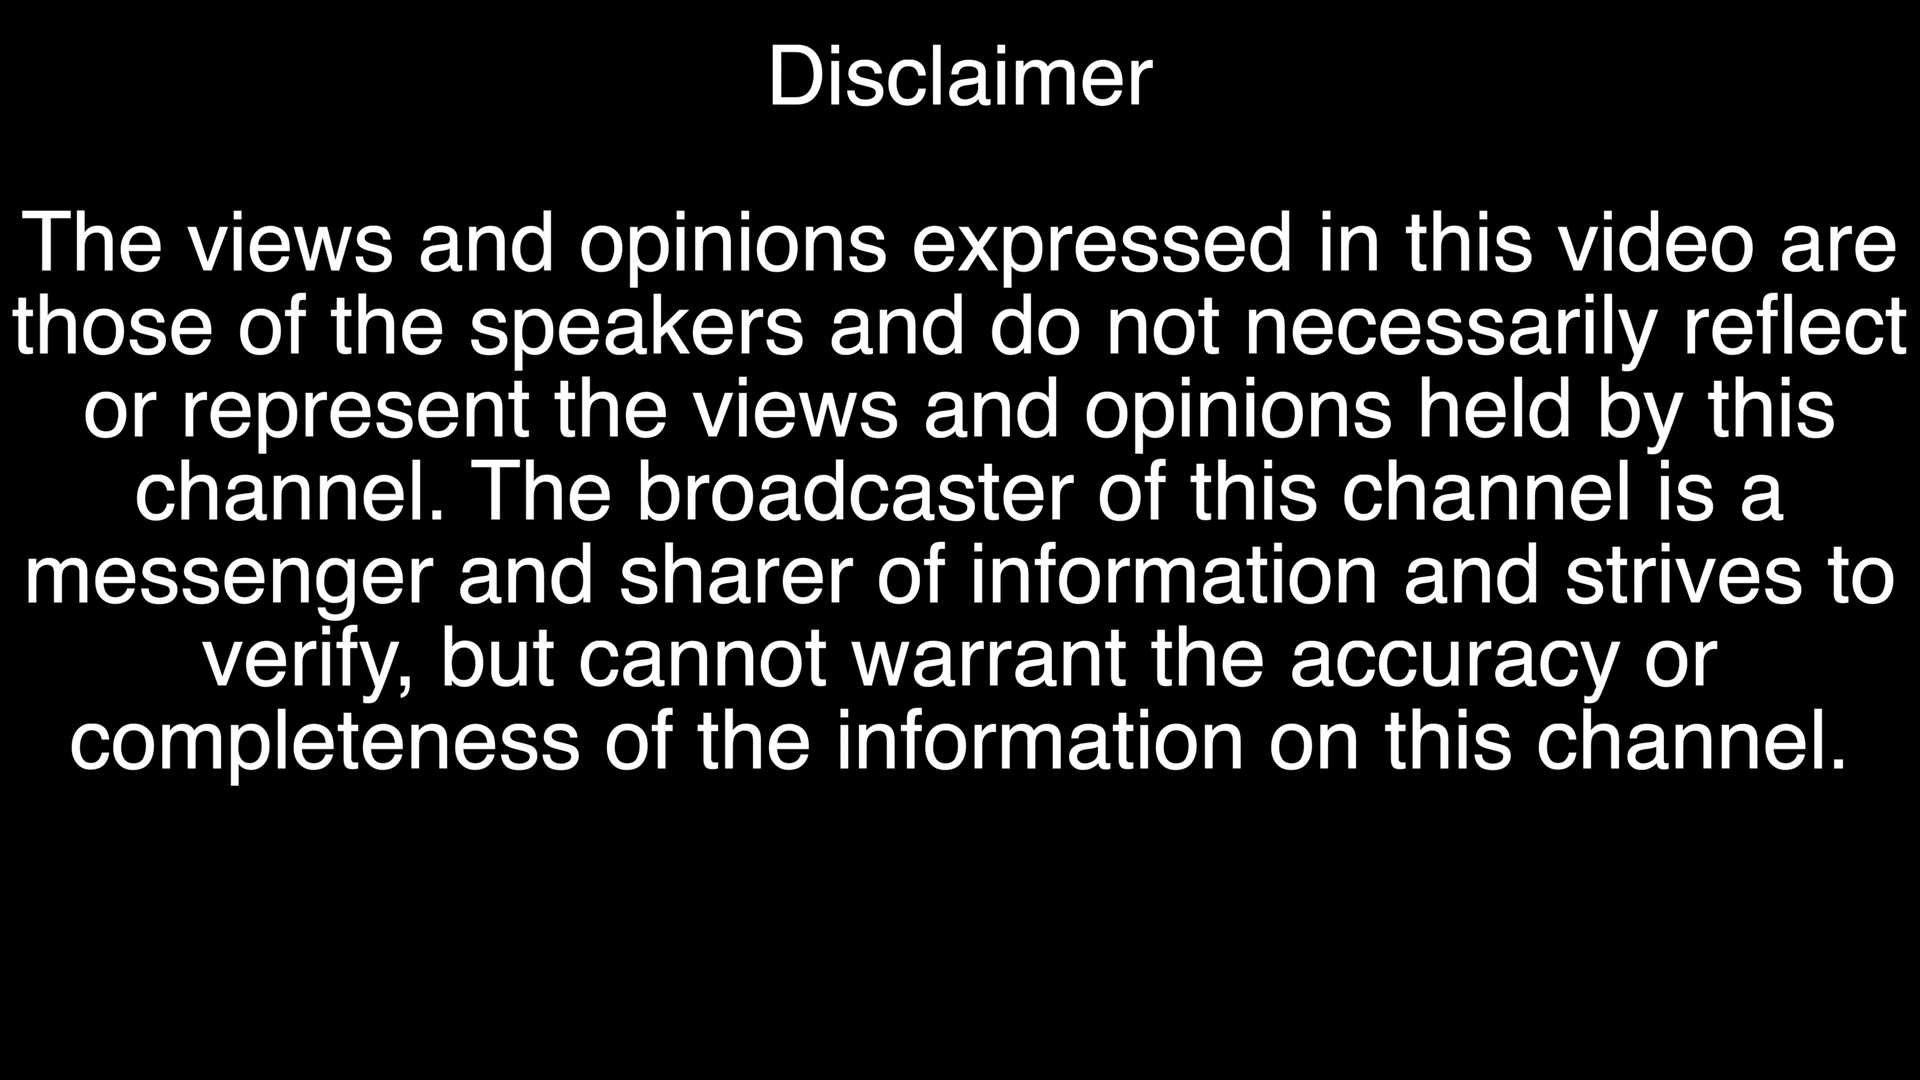 Disclaimer
The views and opinions expressed in this video are
those of the speakers and do not necessarily reflect
or represent the views and opinions held by this
channel. The broadcaster of this channel is a
messenger and sharer of information and strives to
verify, but cannot warrant the accuracy or
completeness of the information on this channel.